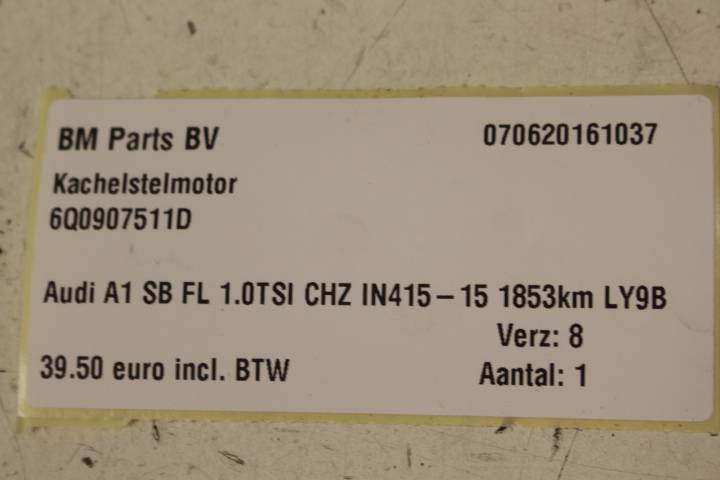 BM Parts BV 070620161037
Kachelstelmotor
6Q0907511D
Audi A1 SB FL 1.0TSI CHZ IN415-15 1853km LY9B
Verz: 8
39.50 euro incl. BTW Aantal: 1